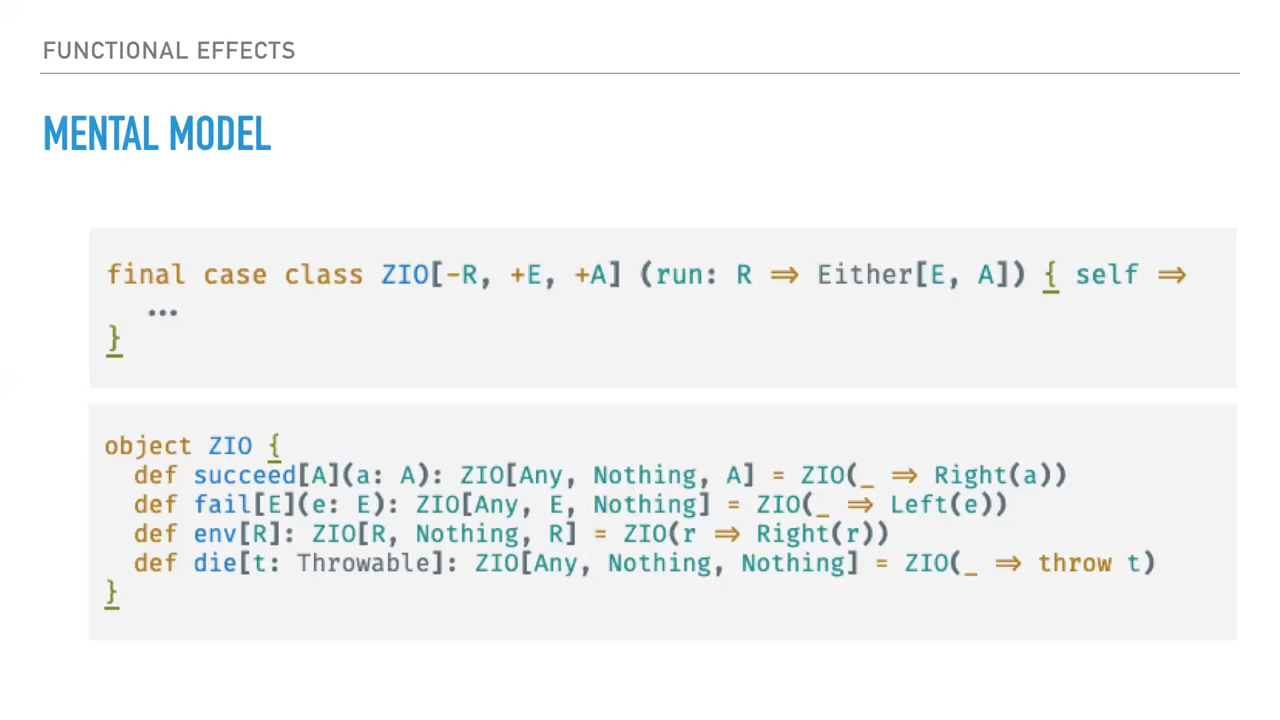 FUNCTIONAL EFFECTS
MENTAL MODEL
final case class ZIO[-R, +E, +A] (run: R ⇒ Either[E, A]) { self ⇒
...
}
object ZIO {
def succeed[A](a: A): ZIO[Any, Nothing, A] = ZIO(_ ⇒ Right(a))
def fail[E](e: E): ZIO[Any, E, Nothing] = ZIO(_ ⇒ Left(e))
def env[R]: ZIO[R, Nothing, R] = ZIO(r ⇒ Right(r))
def die[t: Throwable]: ZIO[Any, Nothing, Nothing] = ZIO(_ ⇒ throw t)
}